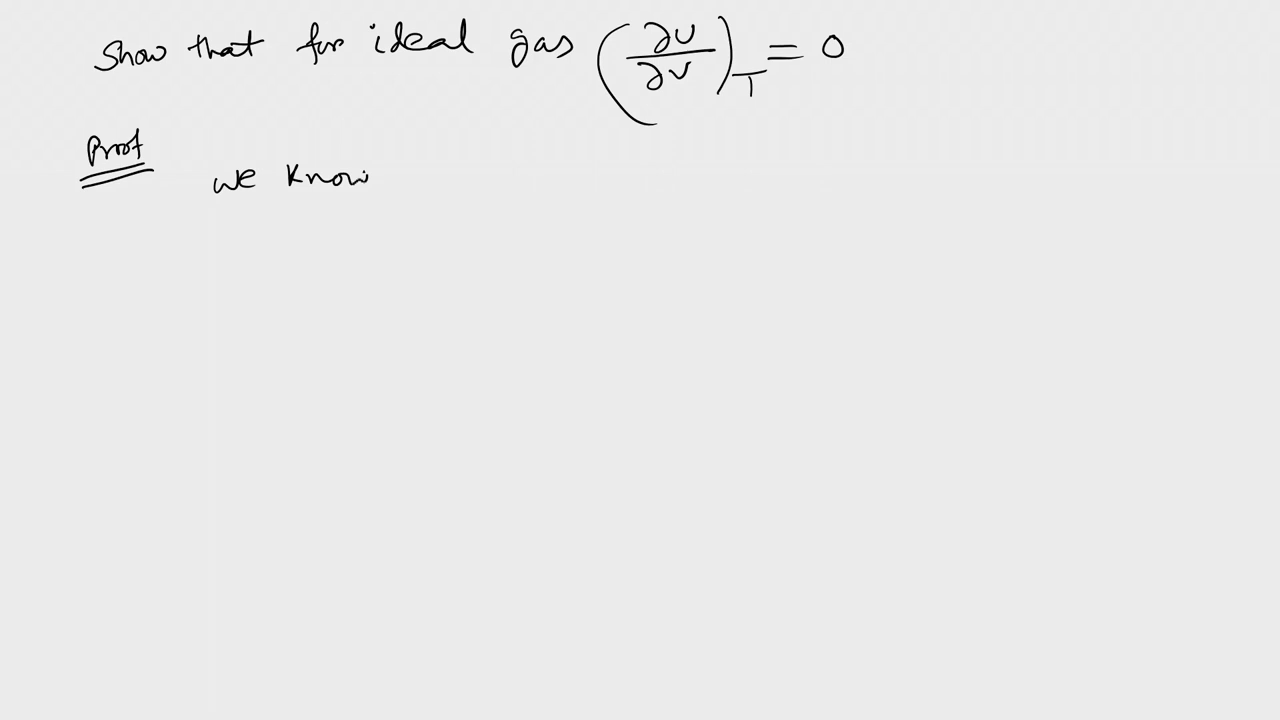 Show that for ideal gas (∂U/∂V)_T = 0
Proof
we know